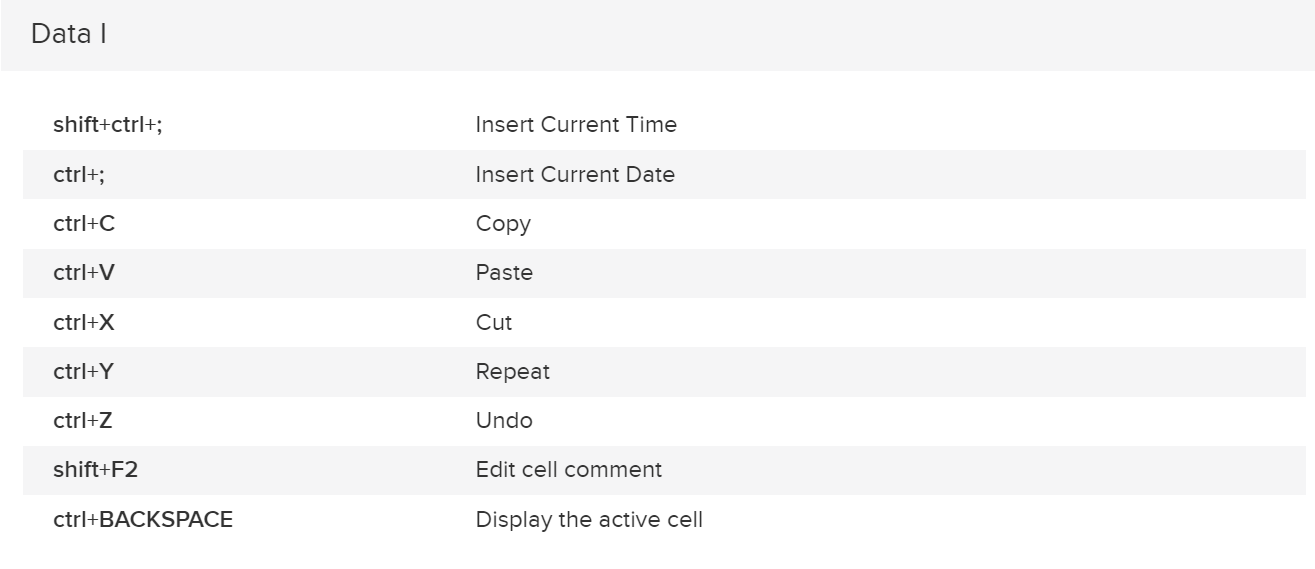 Data I
shift+ctrl+; Insert Current Time
ctrl+; Insert Current Date
ctrl+C Copy
ctrl+V Paste
ctrl+X Cut
ctrl+Y Repeat
ctrl+Z Undo
shift+F2 Edit cell comment
ctrl+BACKSPACE Display the active cell